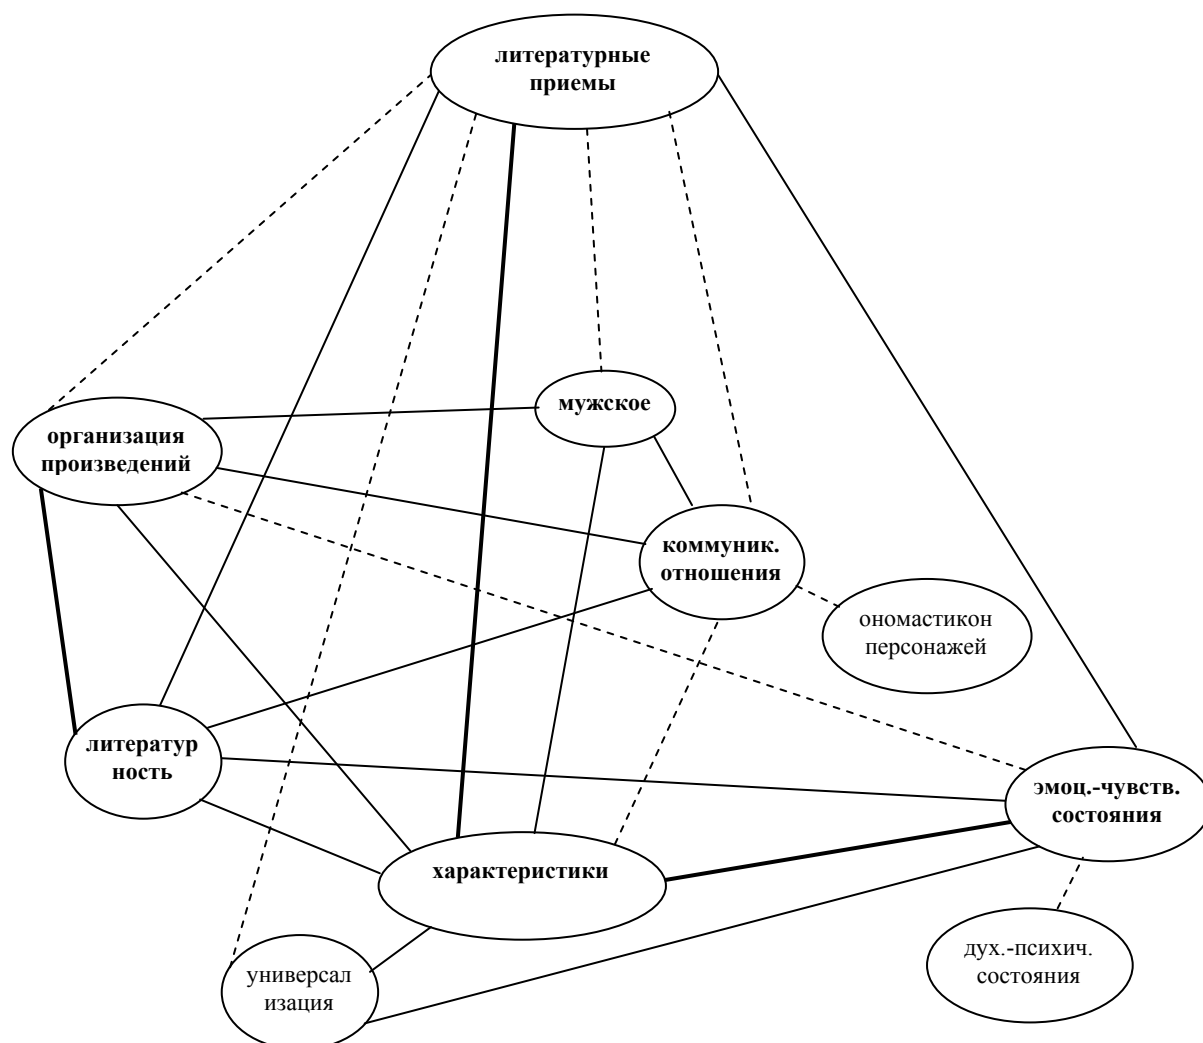 литературные
приемы
мужское
организация
произведений
коммуник.
отношения
ономастикон
персонажей
литератур
ность
эмоц.-чувств.
состояния
характеристики
универсал
изация
дух.-психич.
состояния